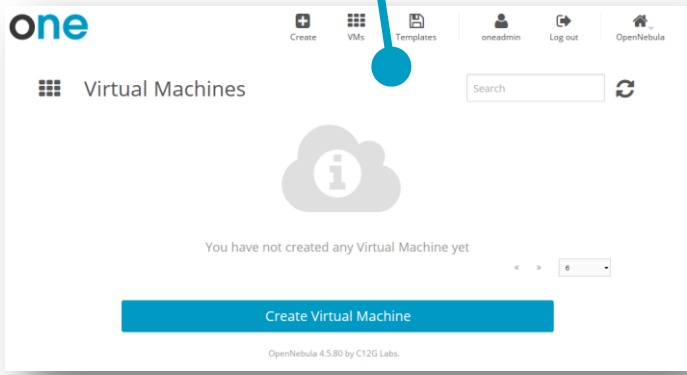 one
Create VMs Templates oneadmin Log out OpenNebula
Virtual Machines Search
You have not created any Virtual Machine yet
« » 6
Create Virtual Machine
OpenNebula 4.5.80 by C12G Labs.